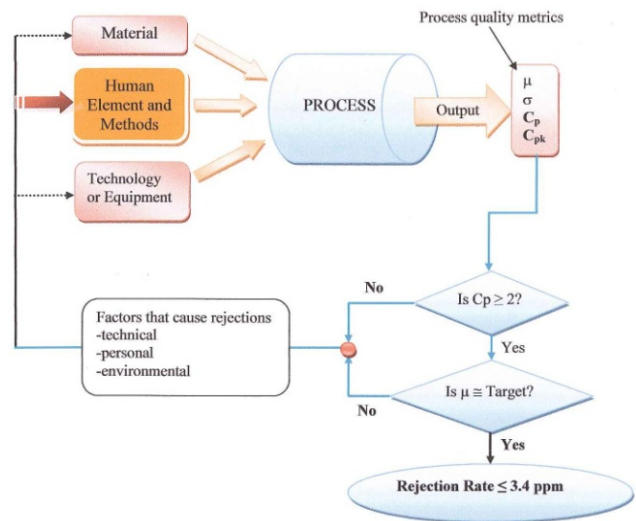 Process quality metrics
Material
Human
Element and
Methods
Technology
or Equipment
PROCESS
Output
μ
σ
Cp
Cpk
Is Cp ≥ 2?
No
Yes
Factors that cause rejections
-technical
-personal
-environmental
Is μ ≅ Target?
No
Yes
Rejection Rate ≤ 3.4 ppm